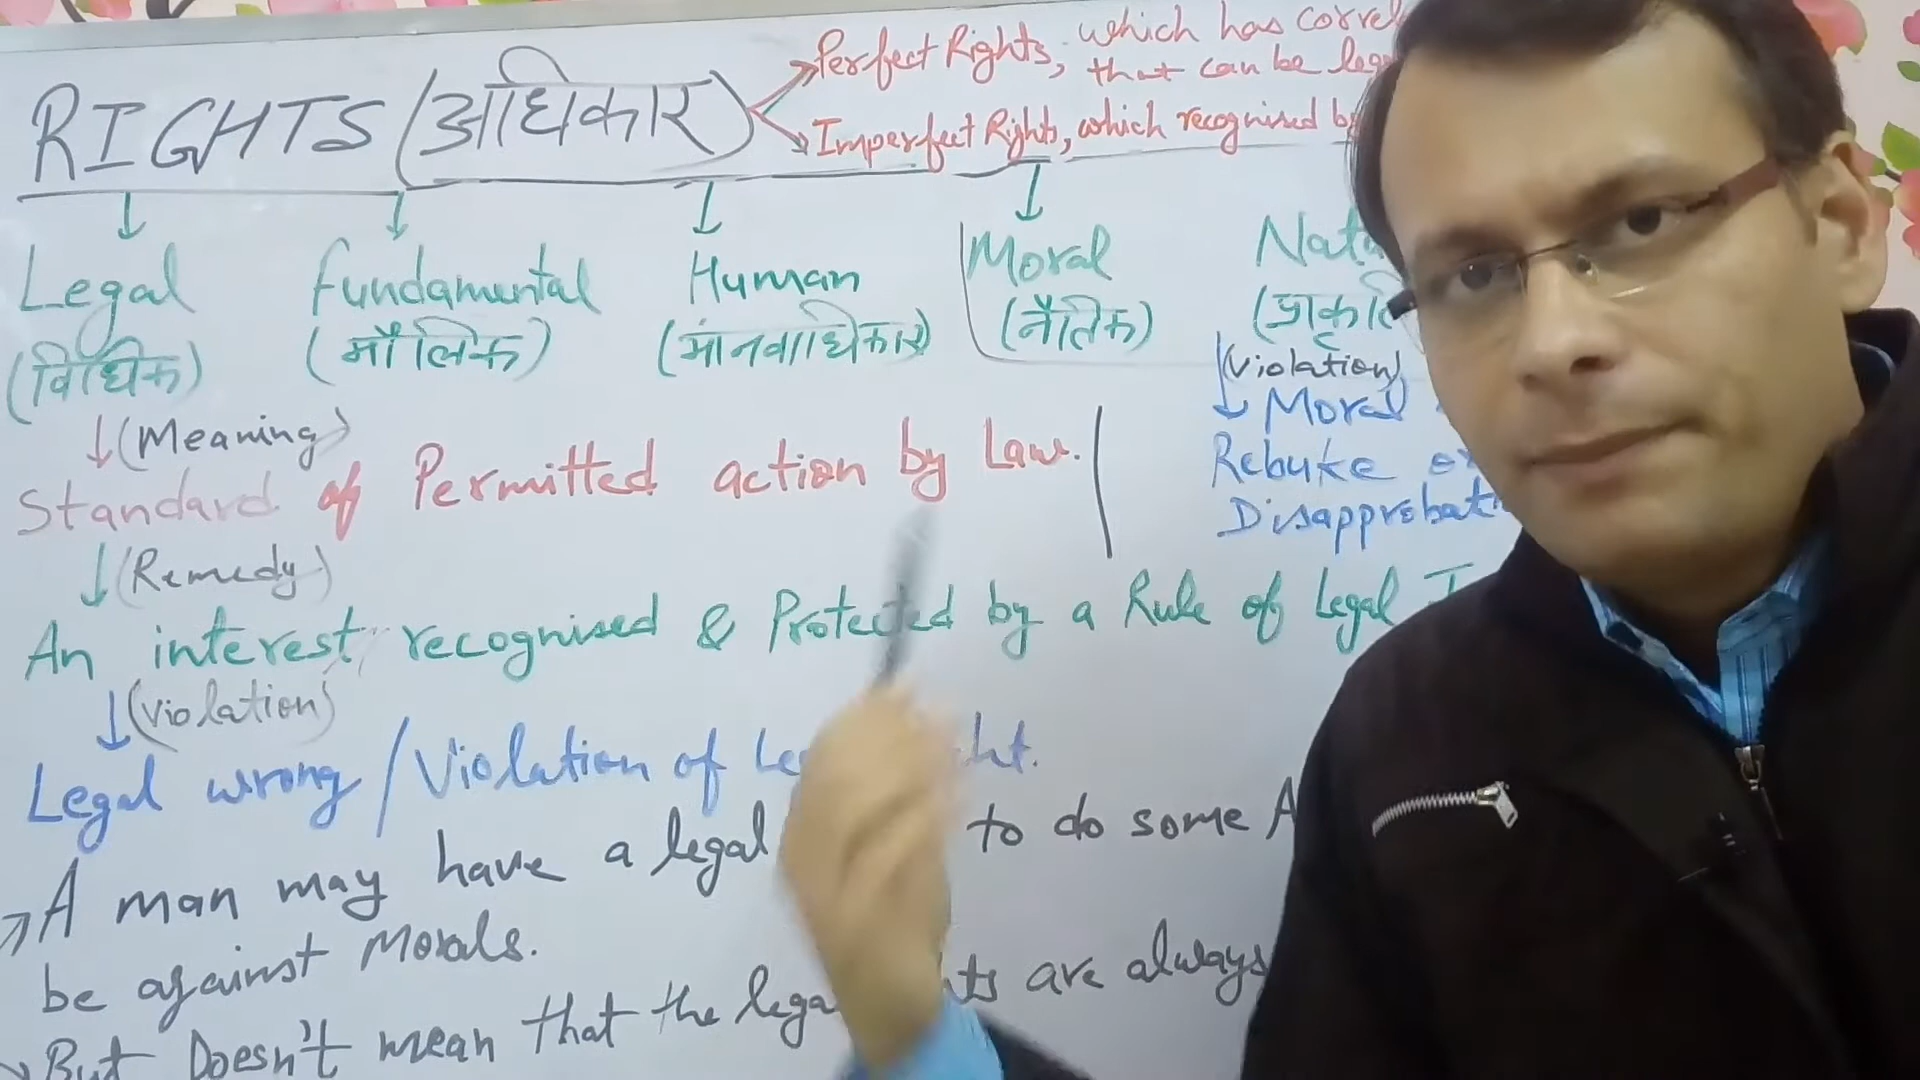 RIGHTS (अधिकार)
Perfect Rights, which has
that can be
Imperfect Rights, which recognised by
Legal
(विधिक)
Fundamental
(मौलिक)
Human
(मानवाधिकार)
Moral
(नैतिक)
(Meaning)
Standard of Permitted action by Law.
(Violation)
Moral
Rebuke
(Remedy)
An interest recognised & Protected by a Rule of Legal
(Violation)
Legal wrong / Violation of
A man may have a legal to do some
be against Morals.
But Doesn't mean that the are always